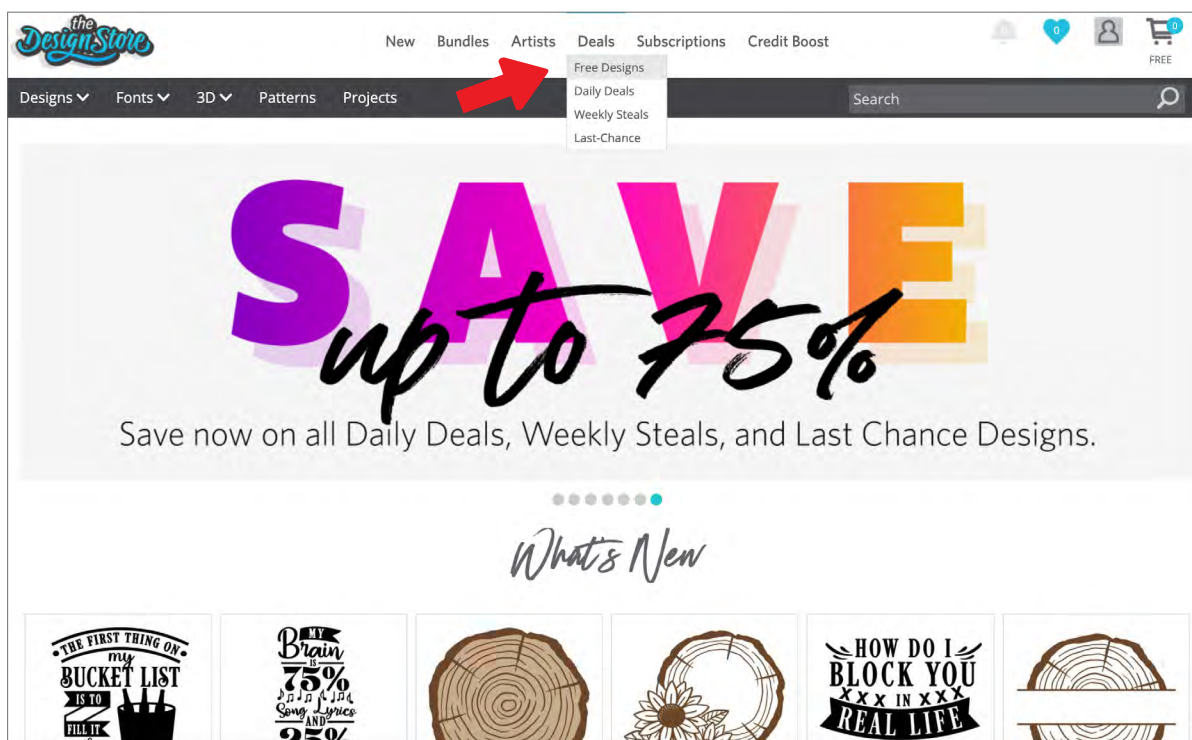 the
Design Store
New Bundles Artists Deals Subscriptions Credit Boost
0
0
FREE
Free Designs
Daily Deals
Weekly Steals
Last-Chance
Designs Fonts 3D Patterns Projects
Search
SAVE
up to 75%
Save now on all Daily Deals, Weekly Steals, and Last Chance Designs.
What's New
THE FIRST THING ON
my
BUCKET LIST
IS TO
FILL IT
MY
Brain
IS
75%
Song Lyrics
AND
25%
HOW DO I
BLOCK YOU
XXX IN XXX
REAL LIFE